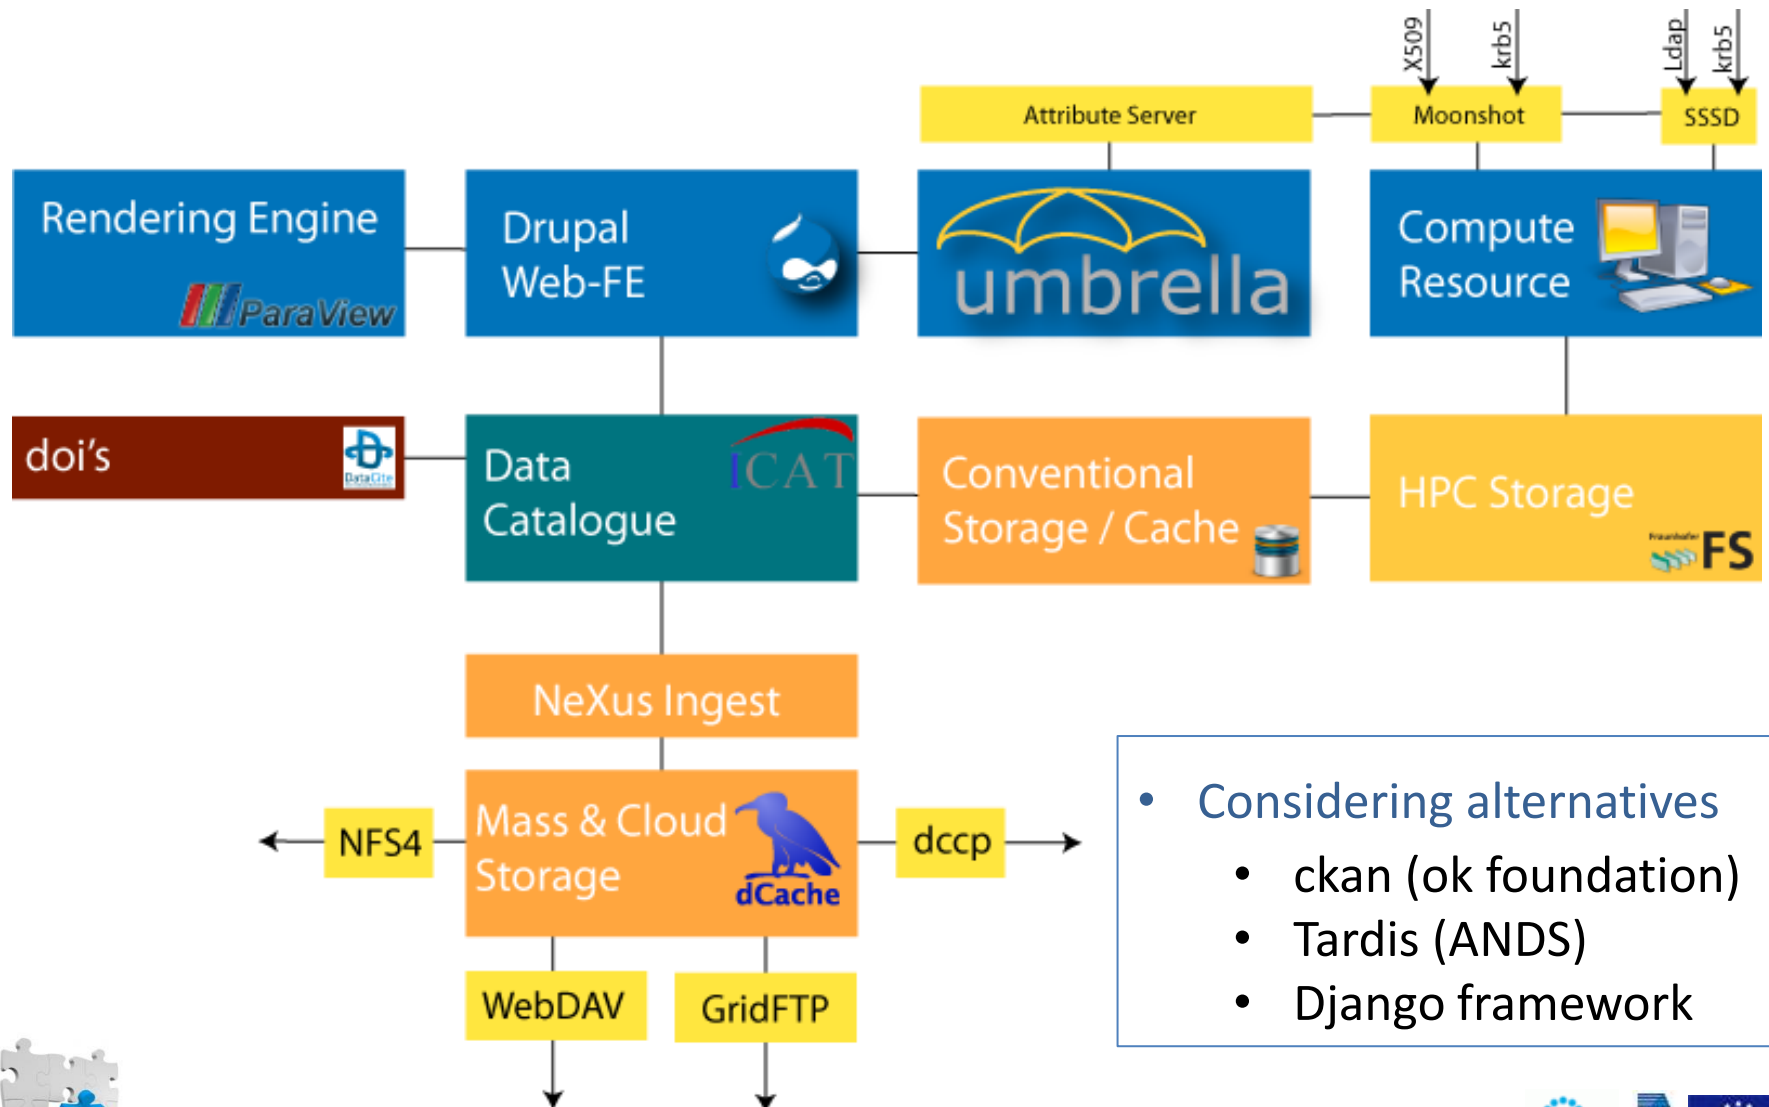 X509
krb5
Ldap
krb5
Attribute Server
Moonshot
SSSD
Rendering Engine
ParaView
Drupal
Web-FE
umbrella
Compute
Resource
doi's
DataCite
Data
Catalogue
ICAT
Conventional
Storage / Cache
HPC Storage
Fraunhofer
FS
NeXus Ingest
NFS4
Mass & Cloud
Storage
dCache
dccp
WebDAV
GridFTP
• Considering alternatives
• ckan (ok foundation)
• Tardis (ANDS)
• Django framework